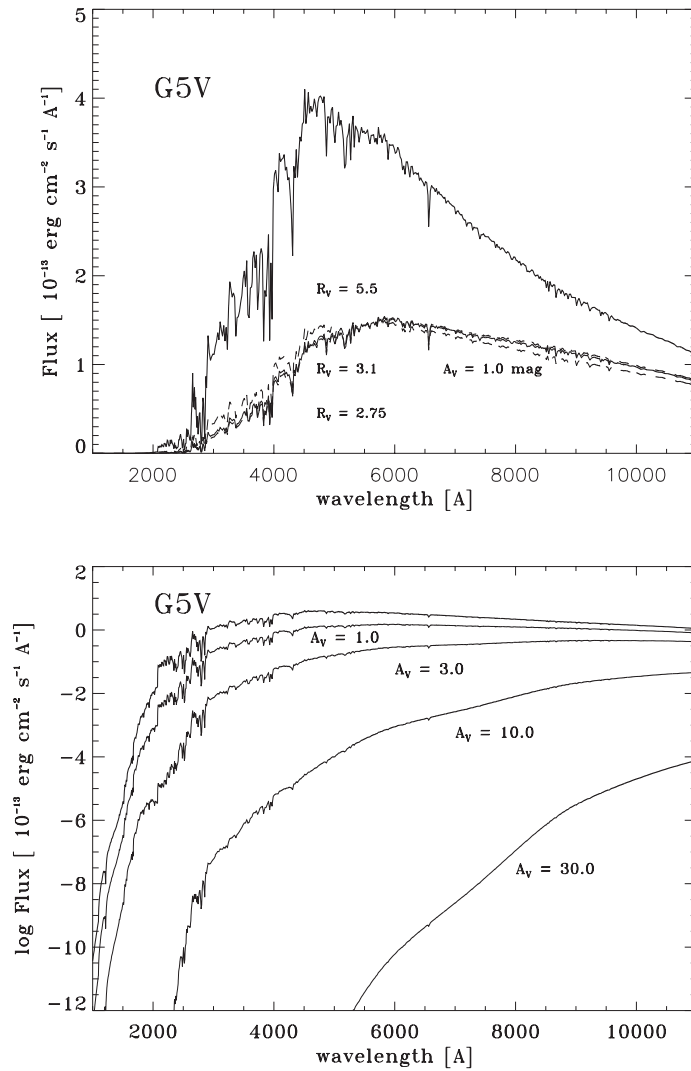 5
4
3
2
1
0
Flux [ 10⁻¹³ erg cm⁻² s⁻¹ A⁻¹]
G5V
R_V = 5.5
R_V = 3.1
A_V = 1.0 mag
R_V = 2.75
2000 4000 6000 8000 10000
wavelength [A]
2
0
−2
−4
−6
−8
−10
−12
log Flux [ 10⁻¹³ erg cm⁻² s⁻¹ A⁻¹]
G5V
A_V = 1.0
A_V = 3.0
A_V = 10.0
A_V = 30.0
2000 4000 6000 8000 10000
wavelength [A]